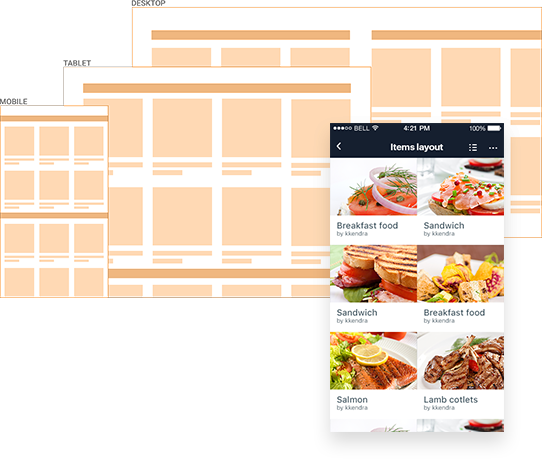 DESKTOP
TABLET
MOBILE
BELL 4:21 PM 100%
Items layout
Breakfast food Sandwich
by kkendra by kkendra
Sandwich Breakfast food
by kkendra by kkendra
Salmon Lamb cotlets
by kkendra by kkendra